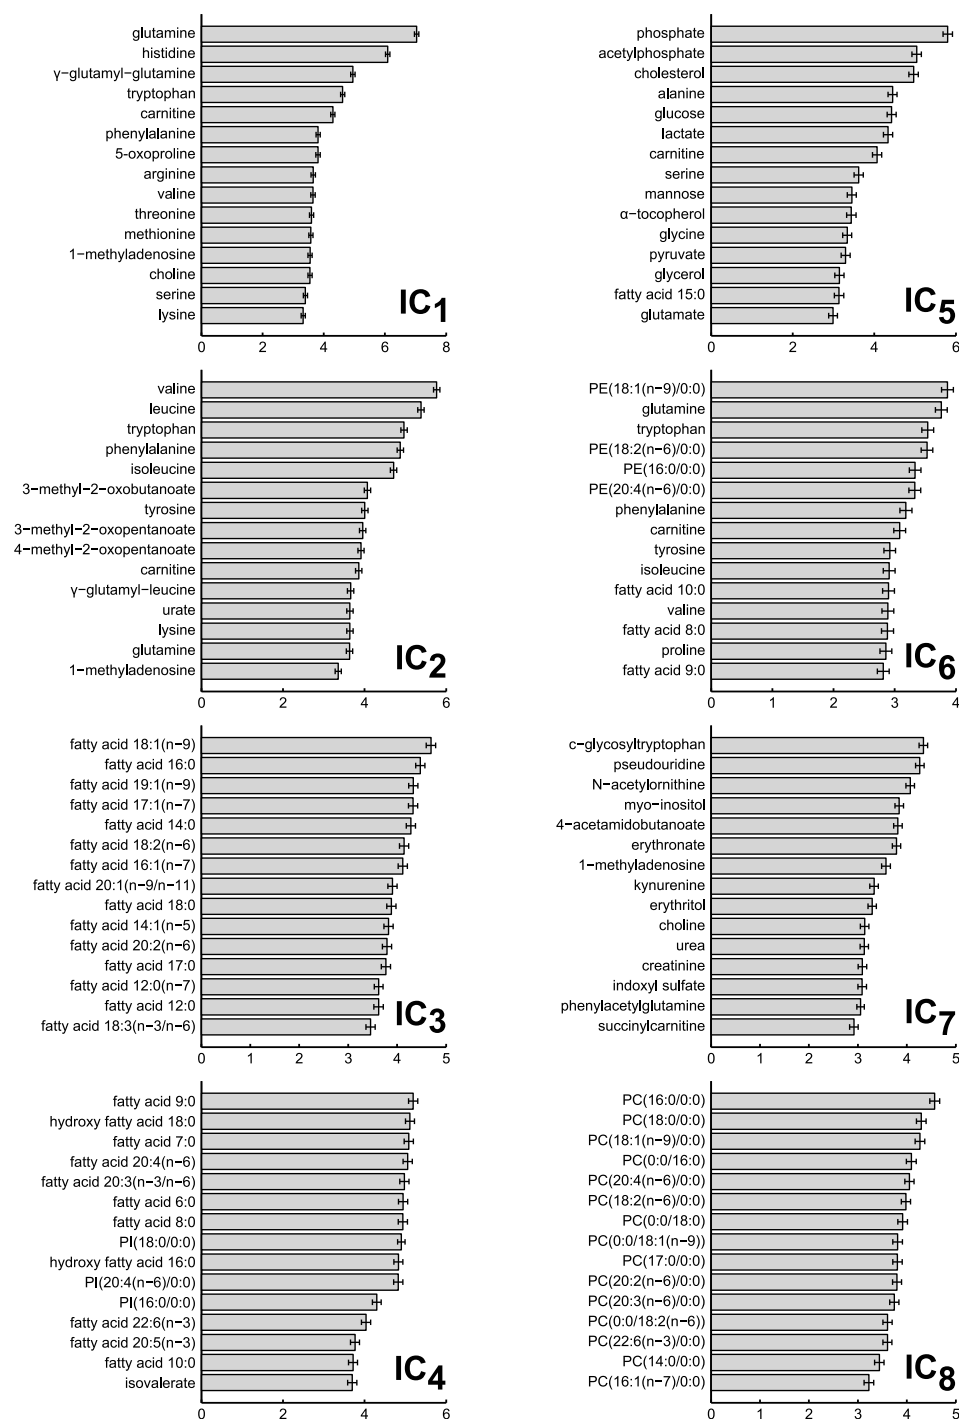 glutamine
histidine
γ−glutamyl−glutamine
tryptophan
carnitine
phenylalanine
5-oxoproline
arginine
valine
threonine
methionine
1−methyladenosine
choline
serine
lysine
IC1
0 2 4 6 8
valine
leucine
tryptophan
phenylalanine
isoleucine
3−methyl−2−oxobutanoate
tyrosine
3−methyl−2−oxopentanoate
4−methyl−2−oxopentanoate
carnitine
γ−glutamyl−leucine
urate
lysine
glutamine
1−methyladenosine
IC2
0 2 4 6
fatty acid 18:1(n−9)
fatty acid 16:0
fatty acid 19:1(n−9)
fatty acid 17:1(n−7)
fatty acid 14:0
fatty acid 18:2(n−6)
fatty acid 16:1(n−7)
fatty acid 20:1(n−9/n−11)
fatty acid 18:0
fatty acid 14:1(n−5)
fatty acid 20:2(n−6)
fatty acid 17:0
fatty acid 12:0(n−7)
fatty acid 12:0
fatty acid 18:3(n−3/n−6)
IC3
0 1 2 3 4 5
fatty acid 9:0
hydroxy fatty acid 18:0
fatty acid 7:0
fatty acid 20:4(n−6)
fatty acid 20:3(n−3/n−6)
fatty acid 6:0
fatty acid 8:0
PI(18:0/0:0)
hydroxy fatty acid 16:0
PI(20:4(n−6)/0:0)
PI(16:0/0:0)
fatty acid 22:6(n−3)
fatty acid 20:5(n−3)
fatty acid 10:0
isovalerate
IC4
0 2 4 6
phosphate
acetylphosphate
cholesterol
alanine
glucose
lactate
carnitine
serine
mannose
α−tocopherol
glycine
pyruvate
glycerol
fatty acid 15:0
glutamate
IC5
0 2 4 6
PE(18:1(n−9)/0:0)
glutamine
tryptophan
PE(18:2(n−6)/0:0)
PE(16:0/0:0)
PE(20:4(n−6)/0:0)
phenylalanine
carnitine
tyrosine
isoleucine
fatty acid 10:0
valine
fatty acid 8:0
proline
fatty acid 9:0
IC6
0 1 2 3 4
c−glycosyltryptophan
pseudouridine
N−acetylornithine
myo−inositol
4−acetamidobutanoate
erythronate
1−methyladenosine
kynurenine
erythritol
choline
urea
creatinine
indoxyl sulfate
phenylacetylglutamine
succinylcarnitine
IC7
0 1 2 3 4 5
PC(16:0/0:0)
PC(18:0/0:0)
PC(18:1(n−9)/0:0)
PC(0:0/16:0)
PC(20:4(n−6)/0:0)
PC(18:2(n−6)/0:0)
PC(0:0/18:0)
PC(0:0/18:1(n−9))
PC(17:0/0:0)
PC(20:2(n−6)/0:0)
PC(20:3(n−6)/0:0)
PC(0:0/18:2(n−6))
PC(22:6(n−3)/0:0)
PC(14:0/0:0)
PC(16:1(n−7)/0:0)
IC8
0 1 2 3 4 5